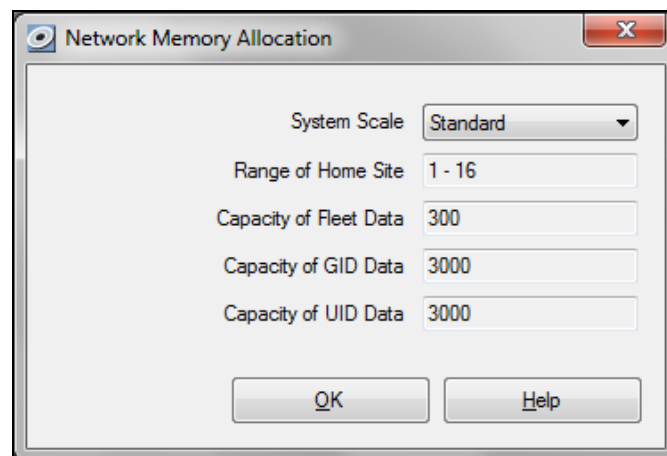 Network Memory Allocation
System Scale Standard
Range of Home Site 1 - 16
Capacity of Fleet Data 300
Capacity of GID Data 3000
Capacity of UID Data 3000
OK Help